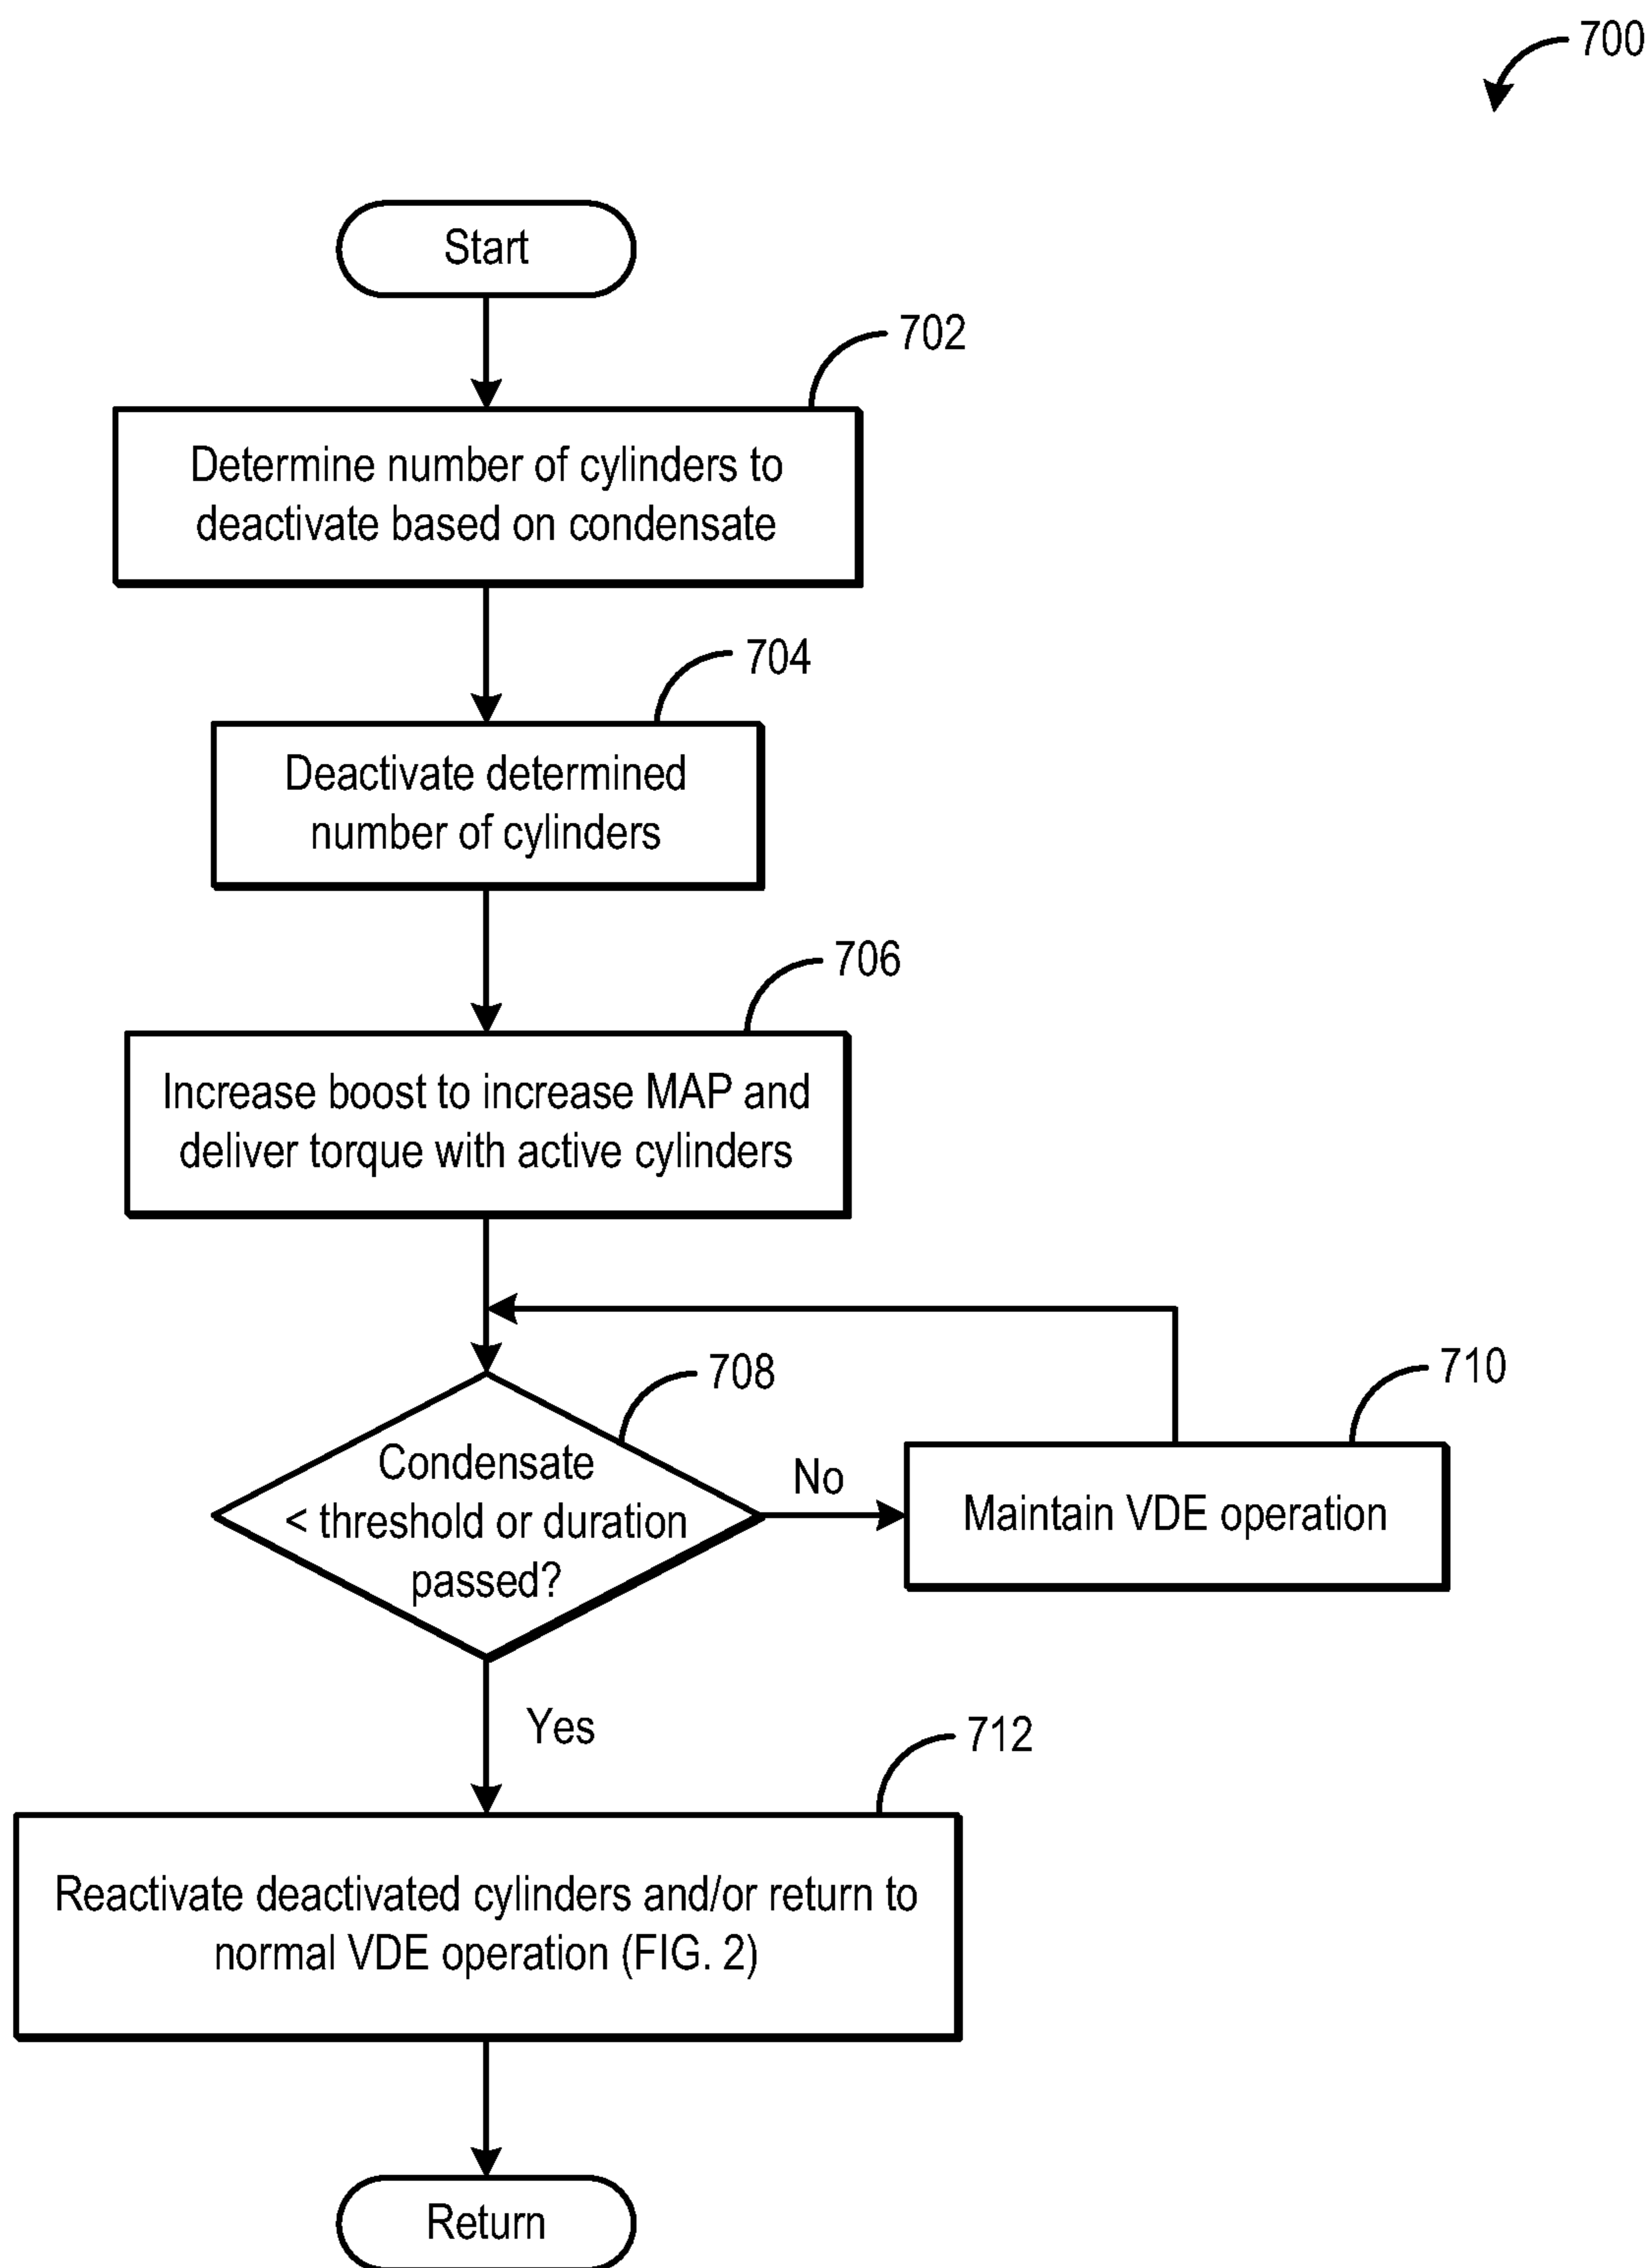 700
Start
702
Determine number of cylinders to
deactivate based on condensate
704
Deactivate determined
number of cylinders
706
Increase boost to increase MAP and
deliver torque with active cylinders
708
Condensate
< threshold or duration
passed?
No
710
Maintain VDE operation
Yes
712
Reactivate deactivated cylinders and/or return to
normal VDE operation (FIG. 2)
Return